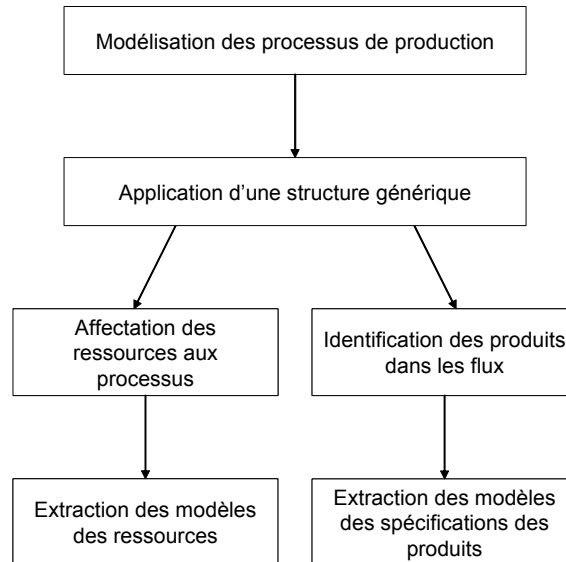 Modélisation des processus de production
Application d’une structure générique
Affectation des
ressources aux
processus
Identification des produits
dans les flux
Extraction des modèles
des ressources
Extraction des modèles
des spécifications des
produits